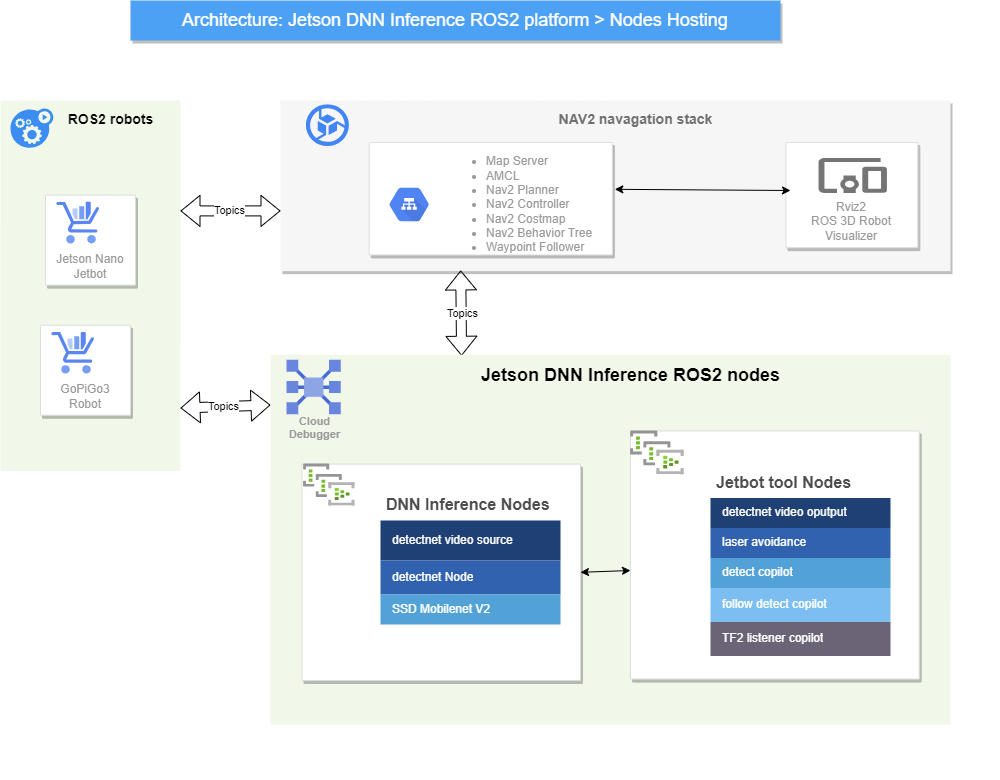 Architecture: Jetson DNN Inference ROS2 platform > Nodes Hosting
ROS2 robots
Jetson Nano
Jetbot
GoPiGo3
Robot
Topics
Topics
NAV2 navagation stack
Map Server
AMCL
Nav2 Planner
Nav2 Controller
Nav2 Costmap
Nav2 Behavior Tree
Waypoint Follower
Rviz2
ROS 3D Robot
Visualizer
Topics
Jetson DNN Inference ROS2 nodes
Cloud
Debugger
DNN Inference Nodes
detectnet video source
detectnet Node
SSD Mobilenet V2
Jetbot tool Nodes
detectnet video oputput
laser avoidance
detect copilot
follow detect copilot
TF2 listener copilot